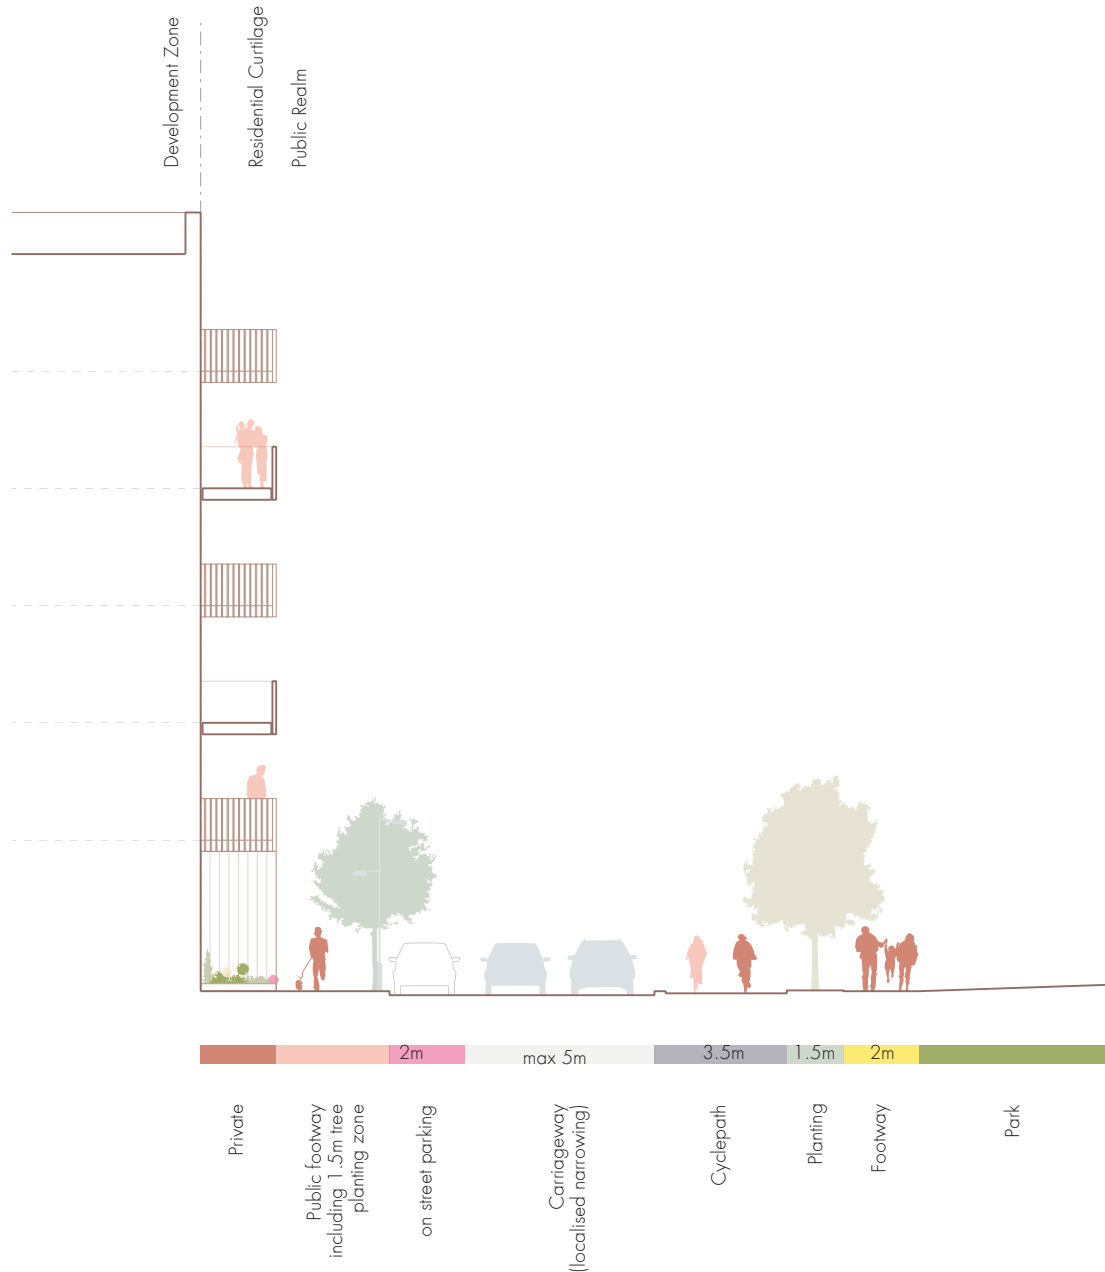 Development Zone
Residential Curtilage
Public Realm
2m
max 5m
3.5m
1.5m
2m
Private
Public footway
including 1.5m tree
planting zone
on street parking
Carriageway
(localised narrowing)
Cyclepath
Planting
Footway
Park